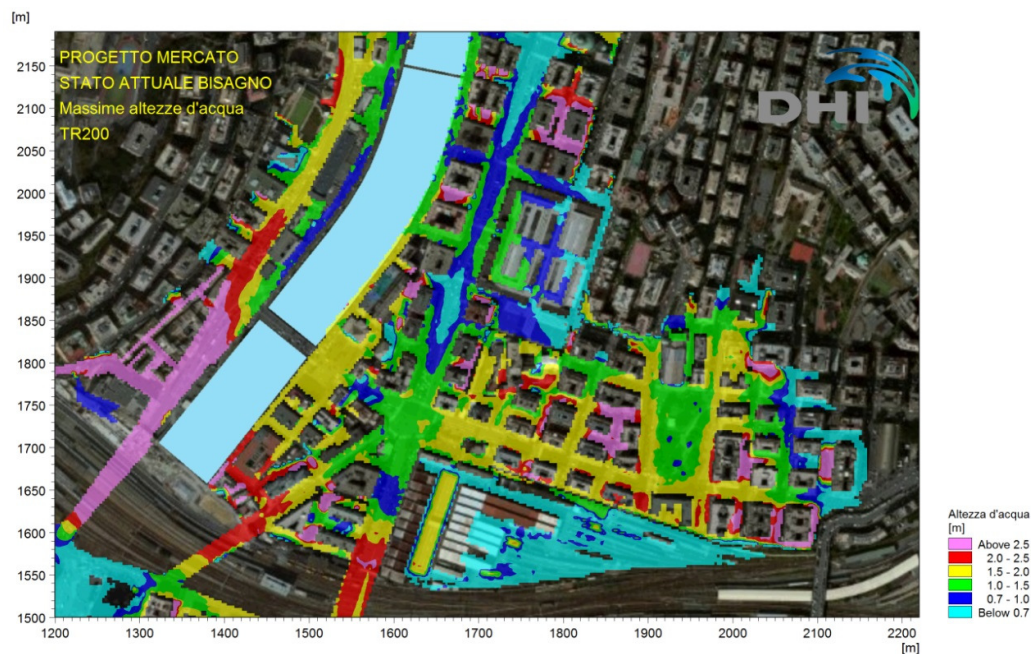 [m]
PROGETTO MERCATO
STATO ATTUALE BISAGNO
Massime altezze d'acqua
TR200
DHI
2150
2100
2050
2000
1950
1900
1850
1800
1750
1700
1650
1600
1550
1500
1200 1300 1400 1500 1600 1700 1800 1900 2000 2100 2200
[m]
Altezza d'acqua
[m]
Above 2.5
2.0 - 2.5
1.5 - 2.0
1.0 - 1.5
0.7 - 1.0
Below 0.7